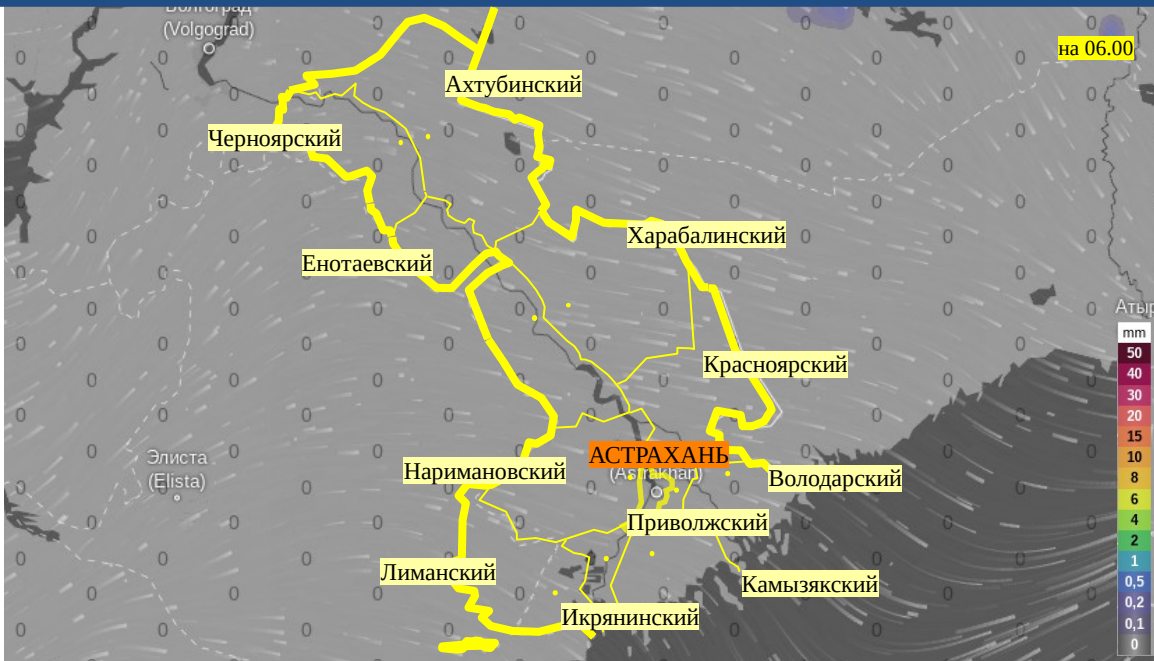 Волгоград
(Volgograd)
на 06.00
Ахтубинский
Черноярский
Харабалинский
Енотаевский
Атыр
mm
50
40
30
20
15
10
8
6
4
2
1
0,5
0,2
0,1
0
Красноярский
АСТРАХАНЬ
(Astrakhan)
Элиста
(Elista)
Наримановский
Володарский
Приволжский
Лиманский
Камызякский
Икрянинский